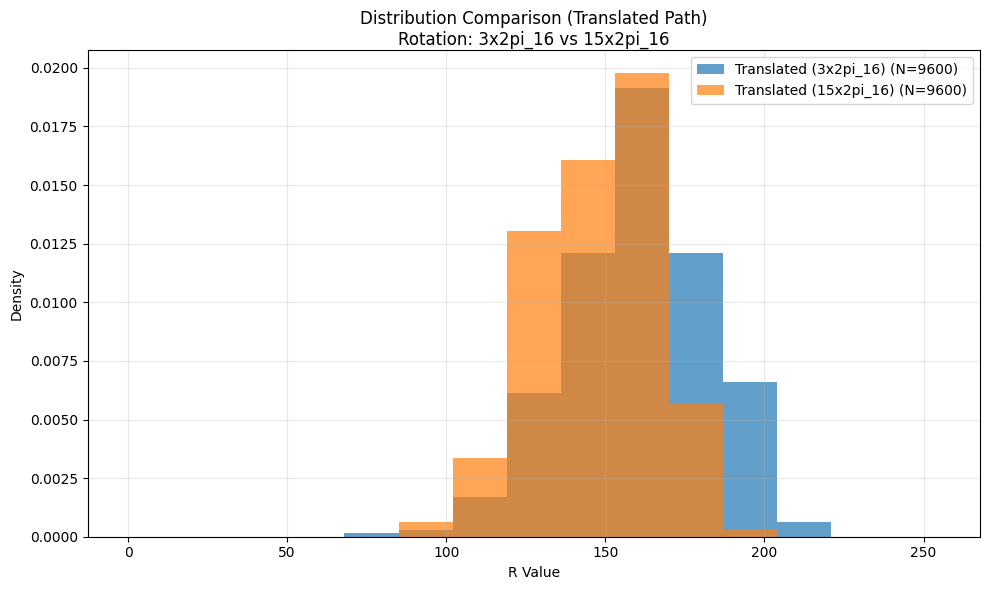 Distribution Comparison (Translated Path)
Rotation: 3x2pi_16 vs 15x2pi_16
Translated (3x2pi_16) (N=9600)
Translated (15x2pi_16) (N=9600)
Density
0.0200
0.0175
0.0150
0.0125
0.0100
0.0075
0.0050
0.0025
0.0000
0 50 100 150 200 250
R Value